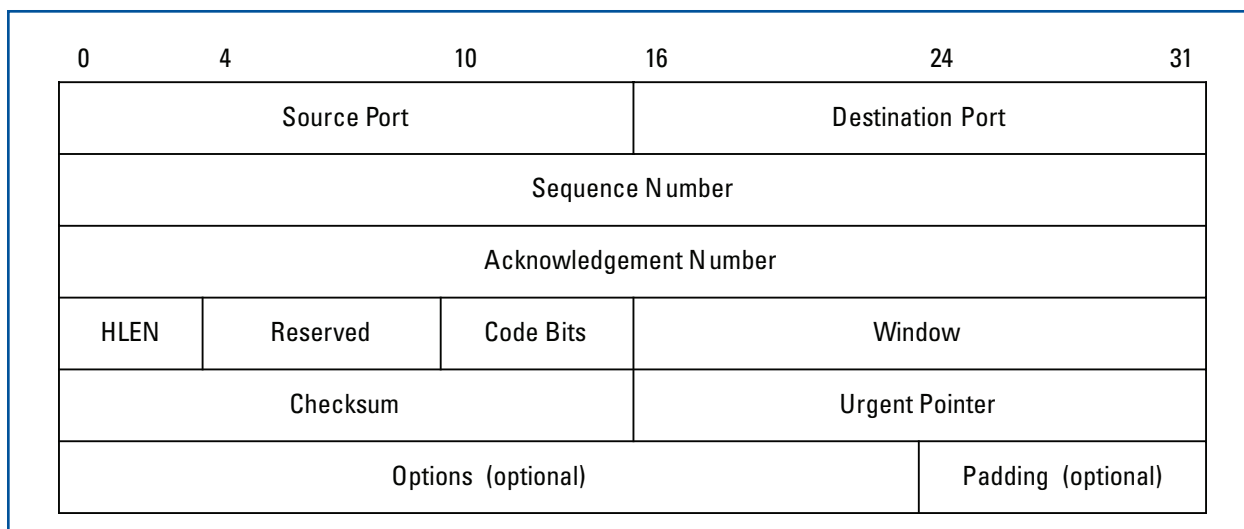 0 4 10 16 24 31
Source Port Destination Port
Sequence Number
Acknowledgement Number
HLEN Reserved Code Bits Window
Checksum Urgent Pointer
Options (optional) Padding (optional)